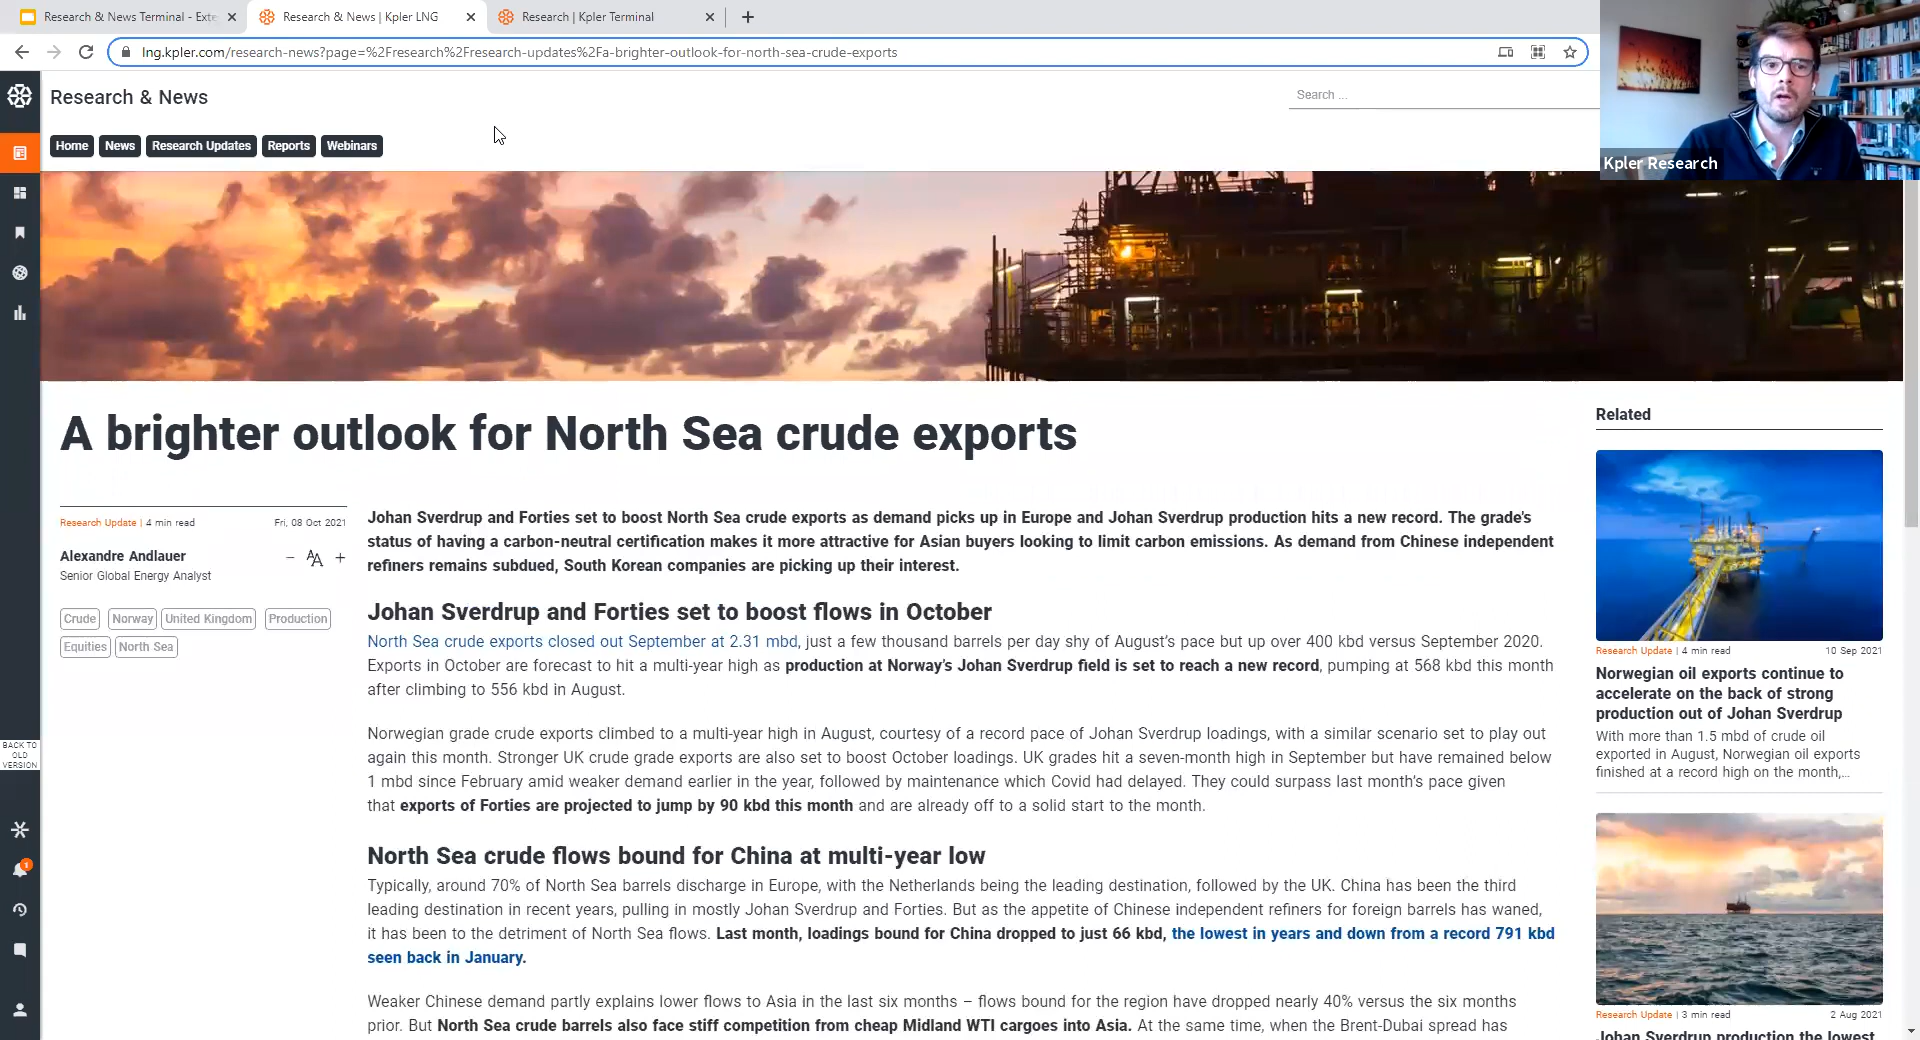 Research & News Terminal - Exte
Research & News | Kpler LNG
Research | Kpler Terminal
lng.kpler.com/research-news?page=%2Fresearch%2Fresearch-updates%2Fa-brighter-outlook-for-north-sea-crude-exports
Research & News
Search ...
Home
News
Research Updates
Reports
Webinars
Kpler Research
A brighter outlook for North Sea crude exports
Research Update | 4 min read
Fri, 08 Oct 2021
Alexandre Andlauer
Senior Global Energy Analyst
− AA +
Crude
Norway
United Kingdom
Production
Equities
North Sea
BACK TO
OLD
VERSION
1
Johan Sverdrup and Forties set to boost North Sea crude exports as demand picks up in Europe and Johan Sverdrup production hits a new record. The grade's
status of having a carbon-neutral certification makes it more attractive for Asian buyers looking to limit carbon emissions. As demand from Chinese independent
refiners remains subdued, South Korean companies are picking up their interest.
Johan Sverdrup and Forties set to boost flows in October
North Sea crude exports closed out September at 2.31 mbd, just a few thousand barrels per day shy of August's pace but up over 400 kbd versus September 2020.
Exports in October are forecast to hit a multi-year high as production at Norway's Johan Sverdrup field is set to reach a new record, pumping at 568 kbd this month
after climbing to 556 kbd in August.
Norwegian grade crude exports climbed to a multi-year high in August, courtesy of a record pace of Johan Sverdrup loadings, with a similar scenario set to play out
again this month. Stronger UK crude grade exports are also set to boost October loadings. UK grades hit a seven-month high in September but have remained below
1 mbd since February amid weaker demand earlier in the year, followed by maintenance which Covid had delayed. They could surpass last month's pace given
that exports of Forties are projected to jump by 90 kbd this month and are already off to a solid start to the month.
North Sea crude flows bound for China at multi-year low
Typically, around 70% of North Sea barrels discharge in Europe, with the Netherlands being the leading destination, followed by the UK. China has been the third
leading destination in recent years, pulling in mostly Johan Sverdrup and Forties. But as the appetite of Chinese independent refiners for foreign barrels has waned,
it has been to the detriment of North Sea flows. Last month, loadings bound for China dropped to just 66 kbd, the lowest in years and down from a record 791 kbd
seen back in January.
Weaker Chinese demand partly explains lower flows to Asia in the last six months – flows bound for the region have dropped nearly 40% versus the six months
prior. But North Sea crude barrels also face stiff competition from cheap Midland WTI cargoes into Asia. At the same time, when the Brent-Dubai spread has
Related
Research Update | 4 min read
10 Sep 2021
Norwegian oil exports continue to
accelerate on the back of strong
production out of Johan Sverdrup
With more than 1.5 mbd of crude oil
exported in August, Norwegian oil exports
finished at a record high on the month,...
Research Update | 3 min read
2 Aug 2021
Johan Sverdrup production the lowest